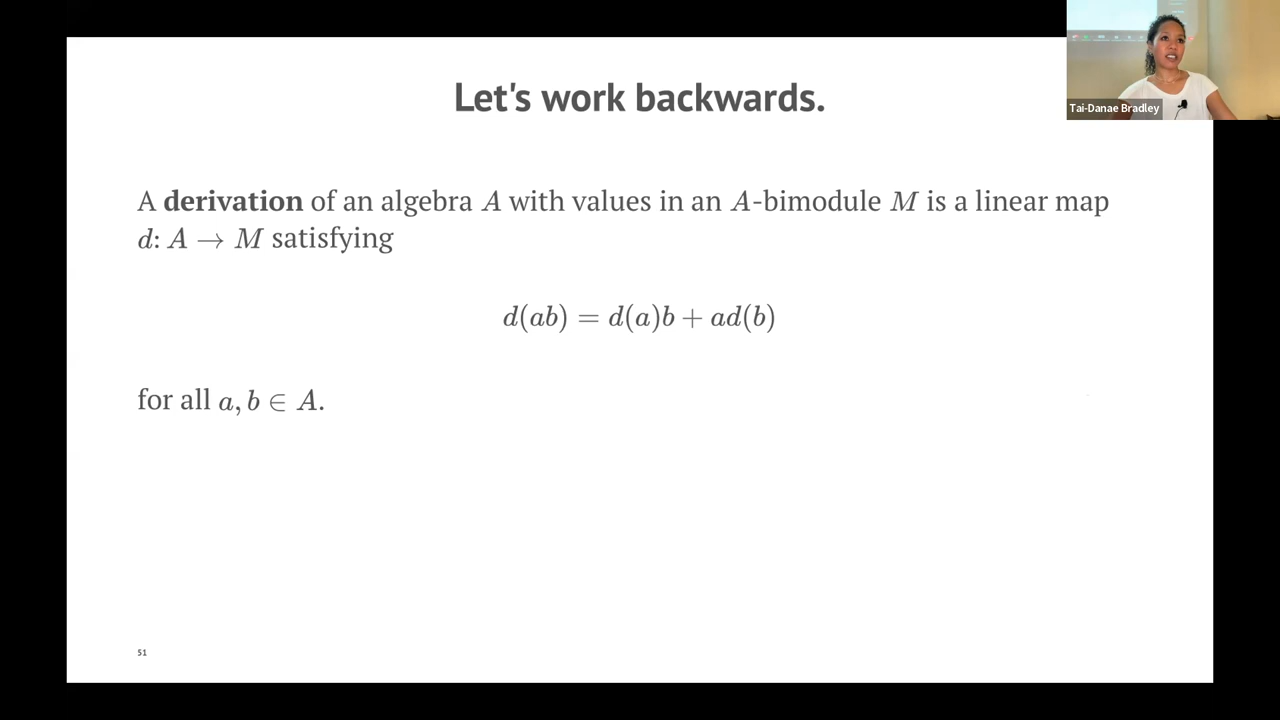 Let's work backwards.
Tai-Danae Bradley
A derivation of an algebra A with values in an A-bimodule M is a linear map
d: A → M satisfying
d(ab) = d(a)b + ad(b)
for all a, b ∈ A.
51